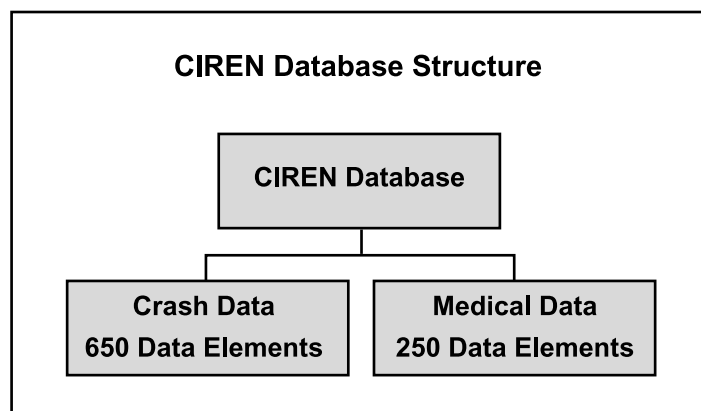 CIREN Database Structure
CIREN Database
Crash Data
650 Data Elements
Medical Data
250 Data Elements